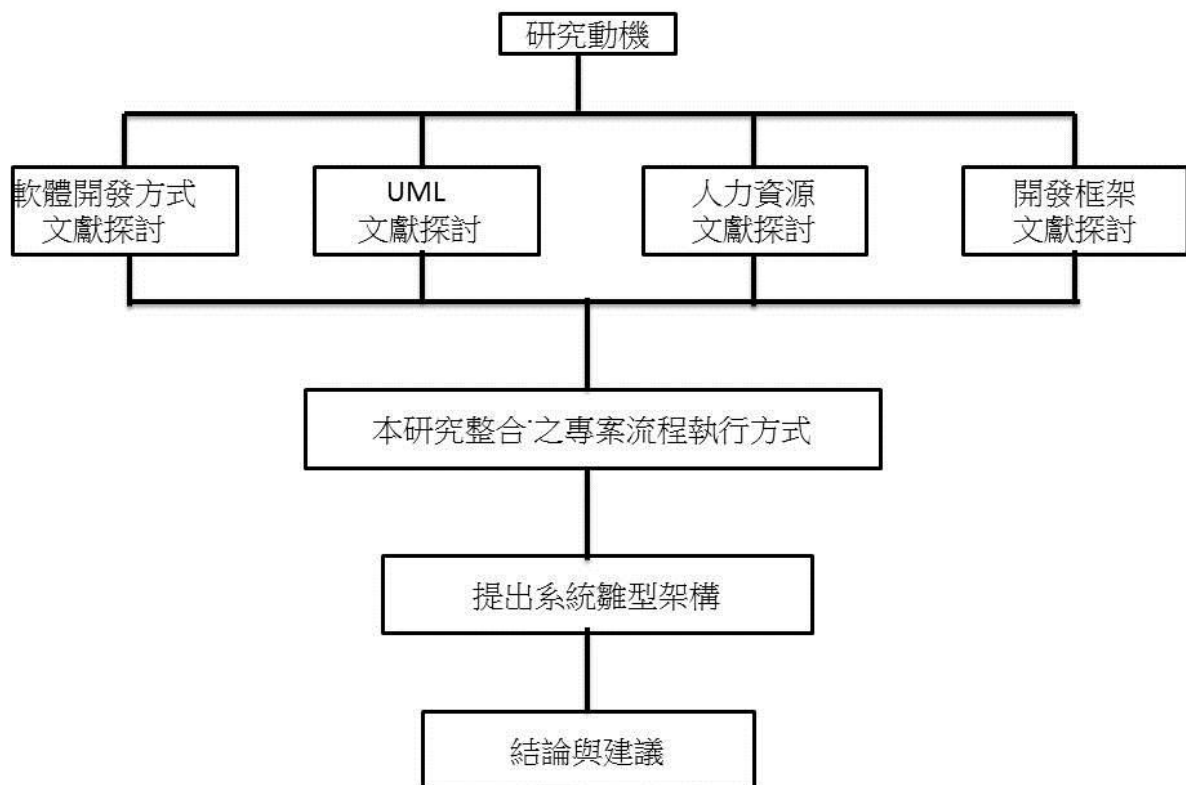 研究動機
軟體開發方式
文獻探討
UML
文獻探討
人力資源
文獻探討
開發框架
文獻探討
本研究整合˙之專案流程執行方式
提出系統雛型架構
結論與建議